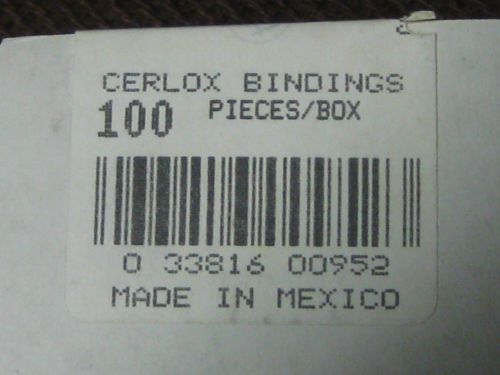 CERLOX BINDINGS
100 PIECES/BOX
0 33816 00952
MADE IN MEXICO